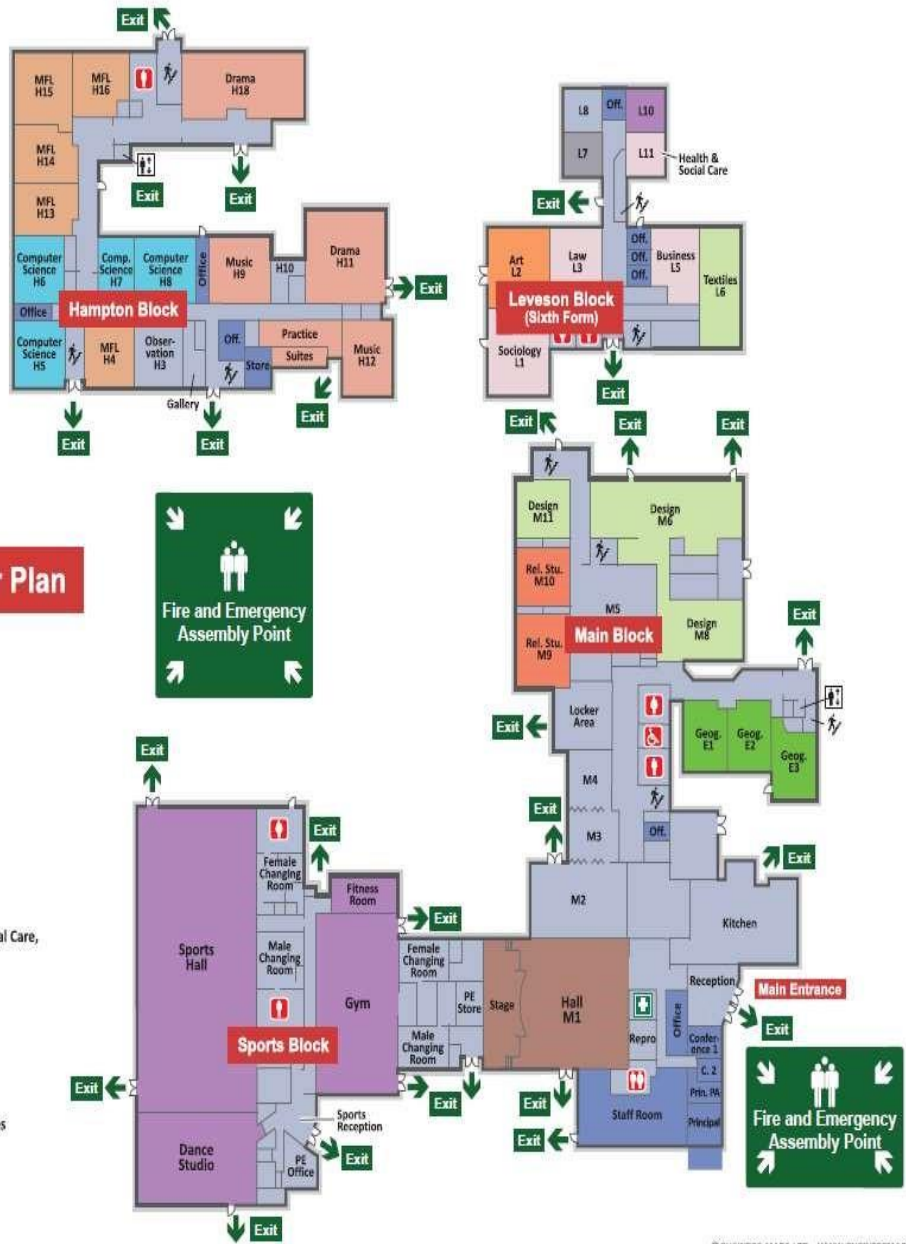 Exit
MFL
H15
MFL
H16
Drama
H18
MFL
H14
MFL
H13
Exit
Exit
Computer
Science
H6
Comp.
Science
H7
Computer
Science
H8
Office
Music
H9
H10
Drama
H11
Exit
Office
Hampton Block
Computer
Science
H5
MFL
H4
Obser-
vation
H3
Off.
Store
Practice
Suites
Music
H12
Gallery
Exit
Exit
Exit
L8
Off.
L10
L7
L11
Health &
Social Care
Exit
Art
L2
Law
L3
Off.
Off.
Off.
Business
L5
Textiles
L6
Leveson Block
(Sixth Form)
Sociology
L1
Exit
Exit
Exit
Exit
Design
M11
Design
M6
Rel. Stu.
M10
M5
Rel. Stu.
M9
Main Block
Design
M8
Exit
Locker
Area
Exit
Geog.
E1
Geog.
E2
Geog.
E3
M4
Exit
M3
Off.
M2
Exit
Kitchen
Reception
Main Entrance
Exit
Plan
Fire and Emergency
Assembly Point
Exit
Exit
Female
Changing
Room
Fitness
Room
Exit
Sports
Hall
Male
Changing
Room
Gym
Female
Changing
Room
PE
Store
Stage
Hall
M1
Repro
Office
Confer-
ence 1
C. 2
Prin. PA
Principal
Sports Block
Male
Changing
Room
Exit
Exit
Exit
Exit
Staff Room
Exit
Sports
Reception
Dance
Studio
PE
Office
Exit
Exit
Fire and Emergency
Assembly Point
al Care,